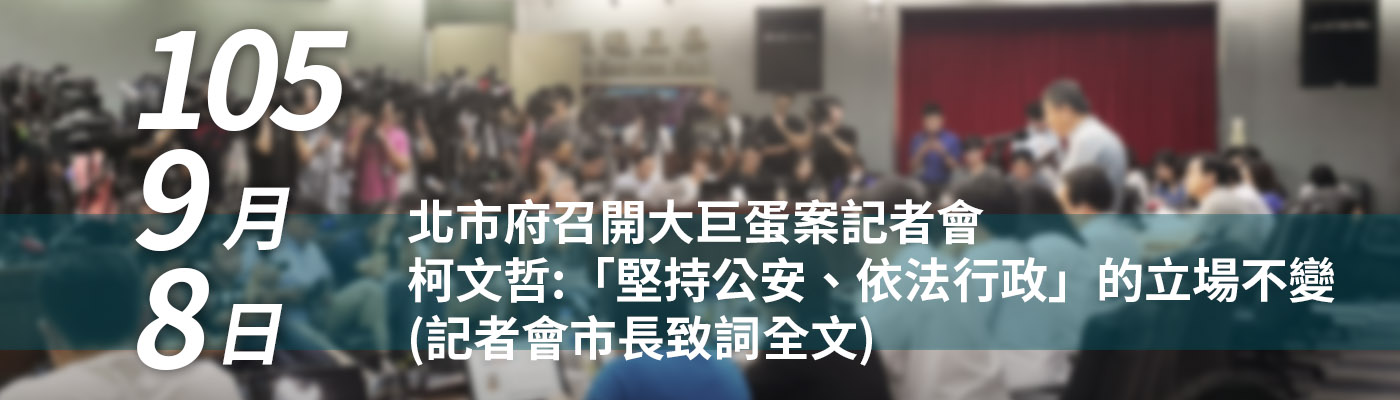 105
9月
8日
北市府召開大巨蛋案記者會
柯文哲:「堅持公安、依法行政」的立場不變
(記者會市長致詞全文)